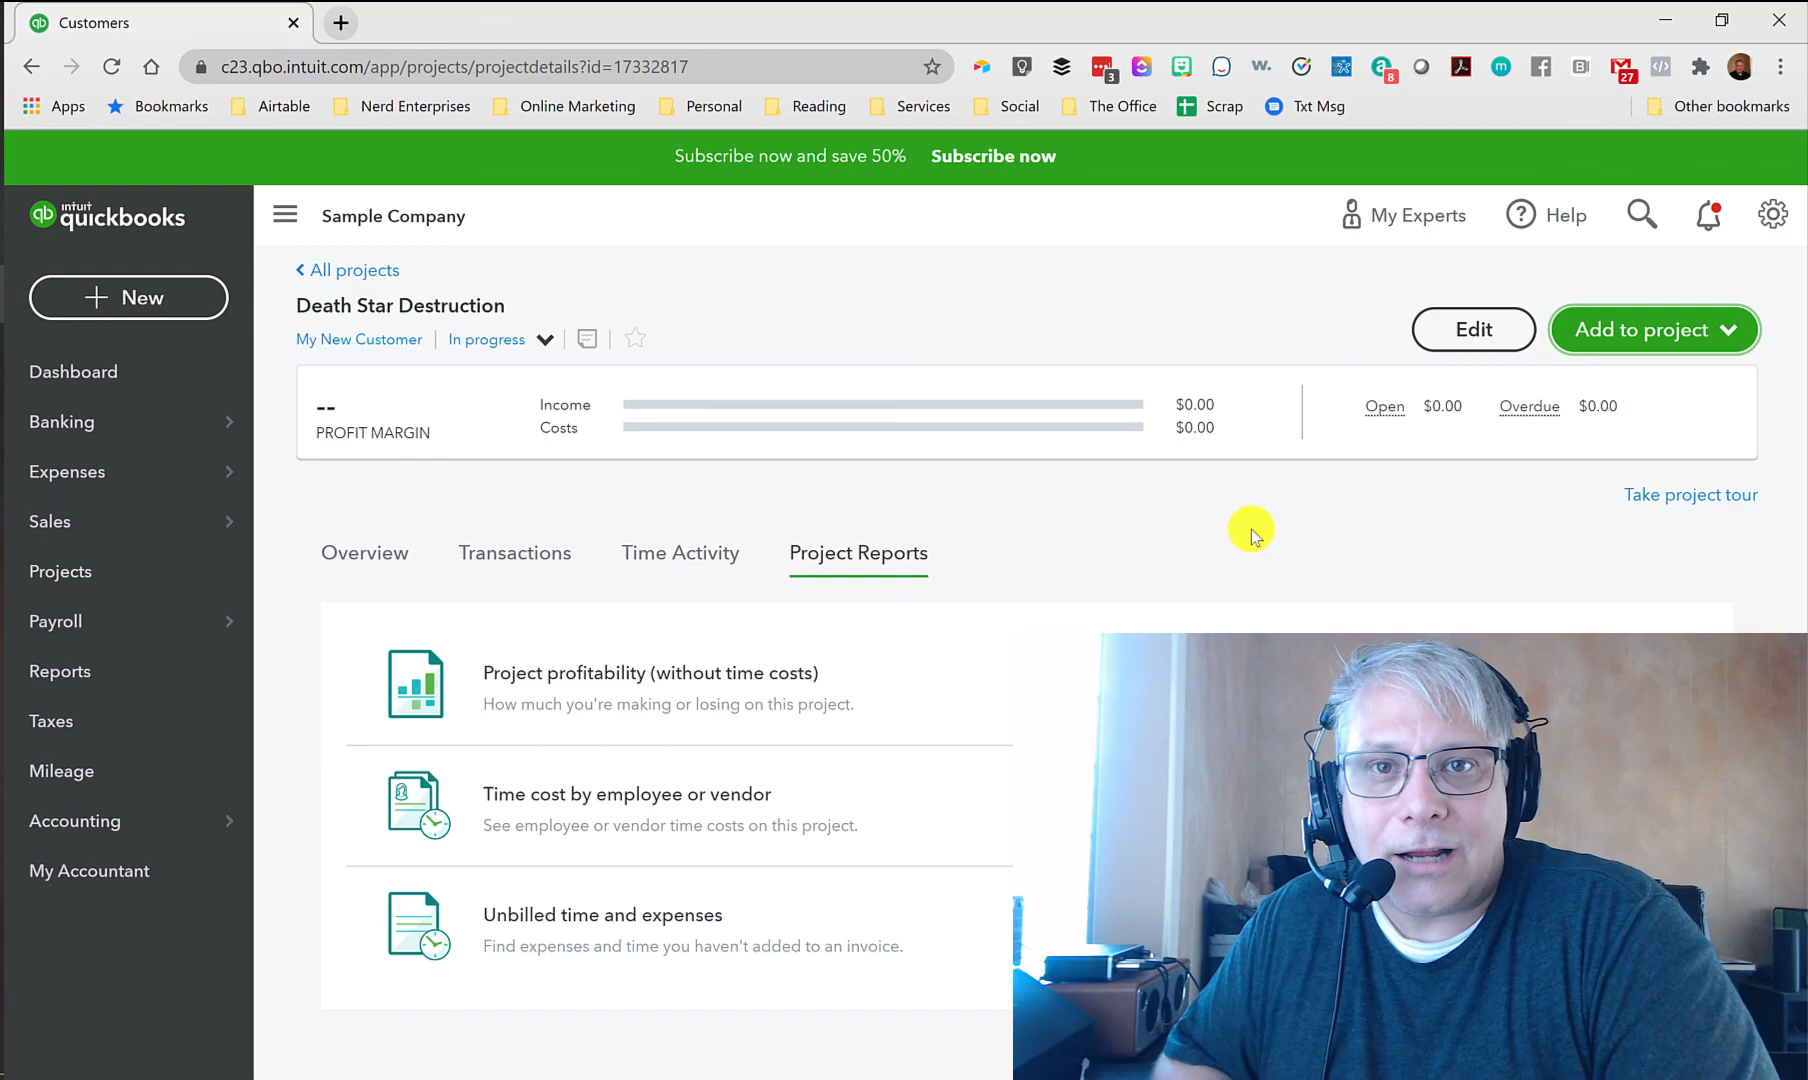 Customers
c23.qbo.intuit.com/app/projects/projectdetails?id=17332817
3
w.
8
m
B
27
Apps
Bookmarks
Airtable
Nerd Enterprises
Online Marketing
Personal
Reading
Services
Social
The Office
Scrap
Txt Msg
Other bookmarks
Subscribe now and save 50% Subscribe now
qb intuit quickbooks
Sample Company
My Experts
Help
+ New
All projects
Death Star Destruction
My New Customer
In progress
Edit
Add to project
Dashboard
Banking
Expenses
Sales
Projects
Payroll
Reports
Taxes
Mileage
Accounting
My Accountant
--
PROFIT MARGIN
Income $0.00
Costs $0.00
Open $0.00 Overdue $0.00
Take project tour
Overview
Transactions
Time Activity
Project Reports
Project profitability (without time costs)
How much you're making or losing on this project.
Time cost by employee or vendor
See employee or vendor time costs on this project.
Unbilled time and expenses
Find expenses and time you haven't added to an invoice.